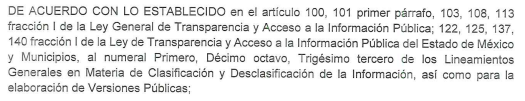 DE ACUERDO CON LO ESTABLECIDO en el artículo 100, 101 primer párrafo, 103, 108, 113
fracción I de la Ley General de Transparencia y Acceso a la Información Pública; 122, 125, 137,
140 fracción I de la Ley de Transparencia y Acceso a la Información Pública del Estado de México
y Municipios, al numeral Primero, Décimo octavo, Trigésimo tercero de los Lineamientos
Generales en Materia de Clasificación y Desclasificación de la Información, así como para la
elaboración de Versiones Públicas;